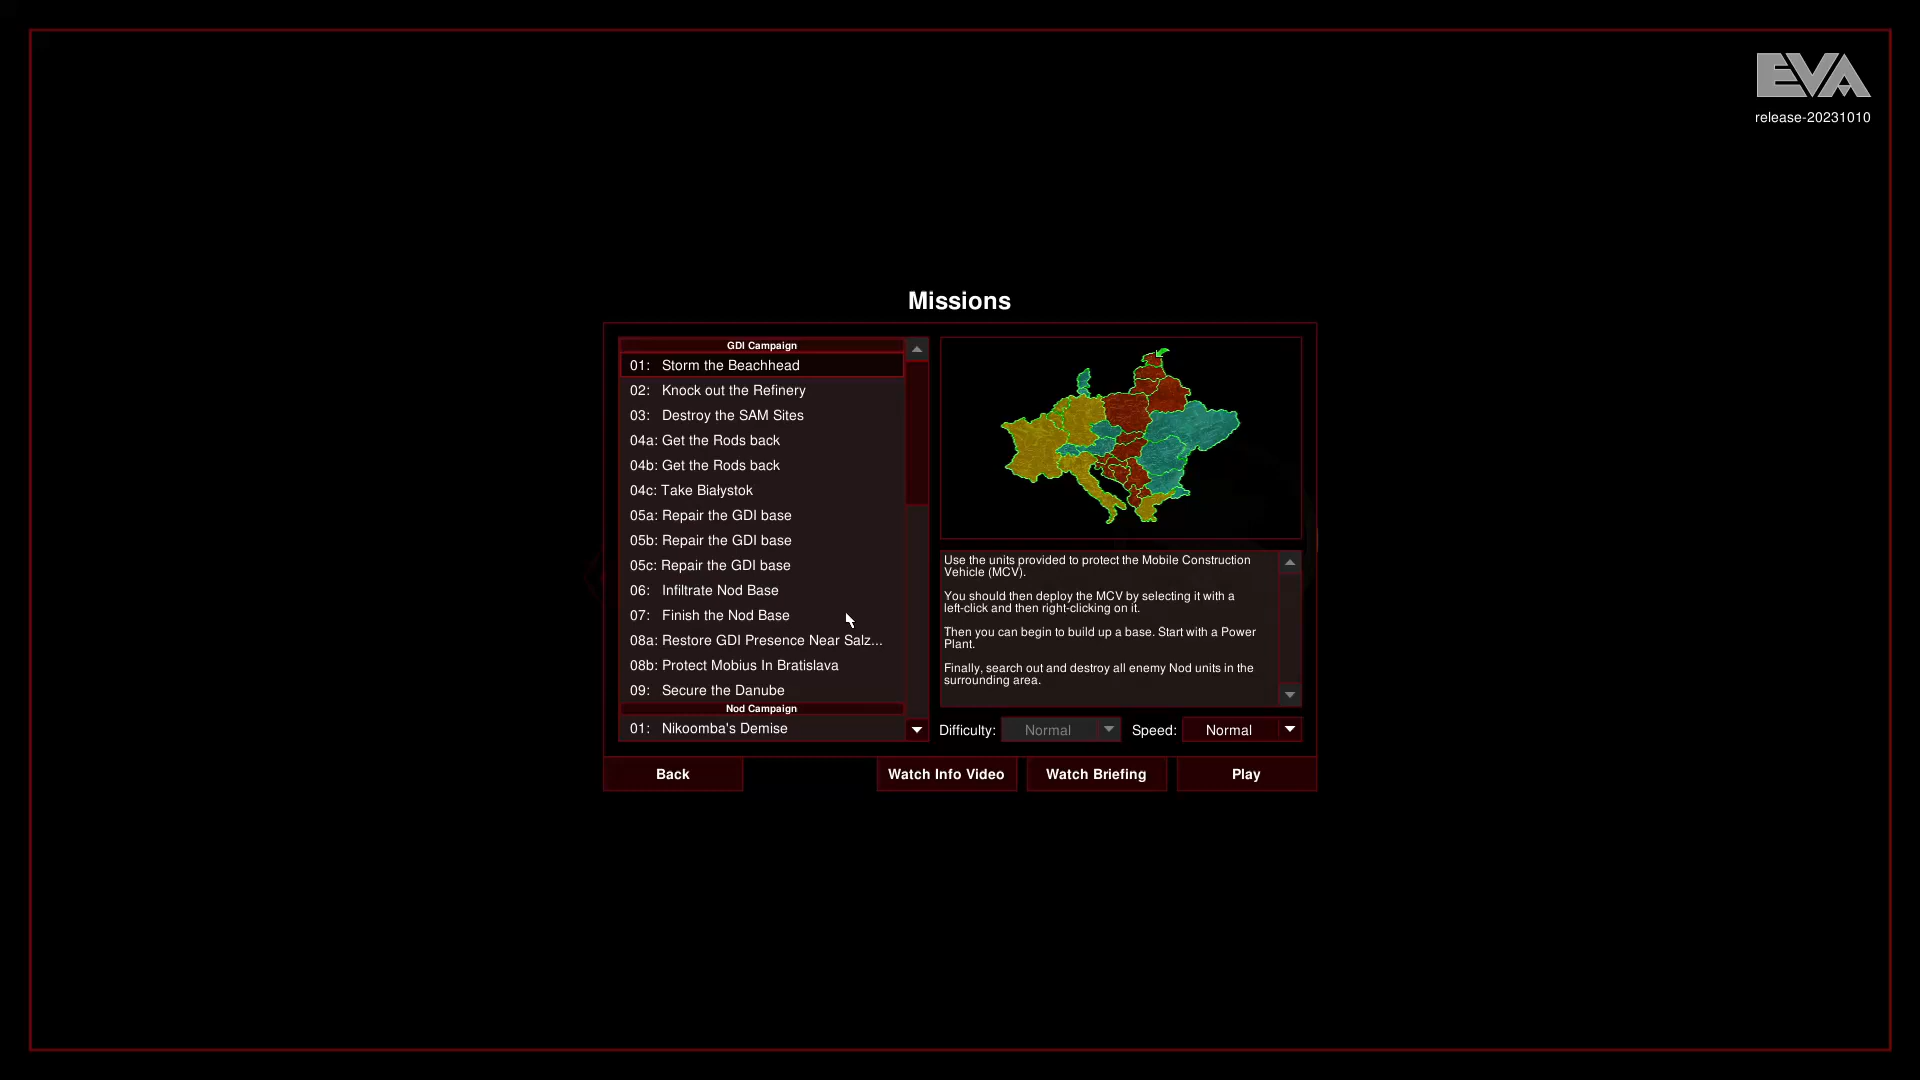 EVA
release-20231010
Missions
GDI Campaign
01: Storm the Beachhead
02: Knock out the Refinery
03: Destroy the SAM Sites
04a: Get the Rods back
04b: Get the Rods back
04c: Take Białystok
05a: Repair the GDI base
05b: Repair the GDI base
05c: Repair the GDI base
06: Infiltrate Nod Base
07: Finish the Nod Base
08a: Restore GDI Presence Near Salz...
08b: Protect Mobius In Bratislava
09: Secure the Danube
Nod Campaign
01: Nikoomba's Demise
Use the units provided to protect the Mobile Construction
Vehicle (MCV).
You should then deploy the MCV by selecting it with a
left-click and then right-clicking on it.
Then you can begin to build up a base. Start with a Power
Plant.
Finally, search out and destroy all enemy Nod units in the
surrounding area.
Difficulty: Normal Speed: Normal
Back Watch Info Video Watch Briefing Play